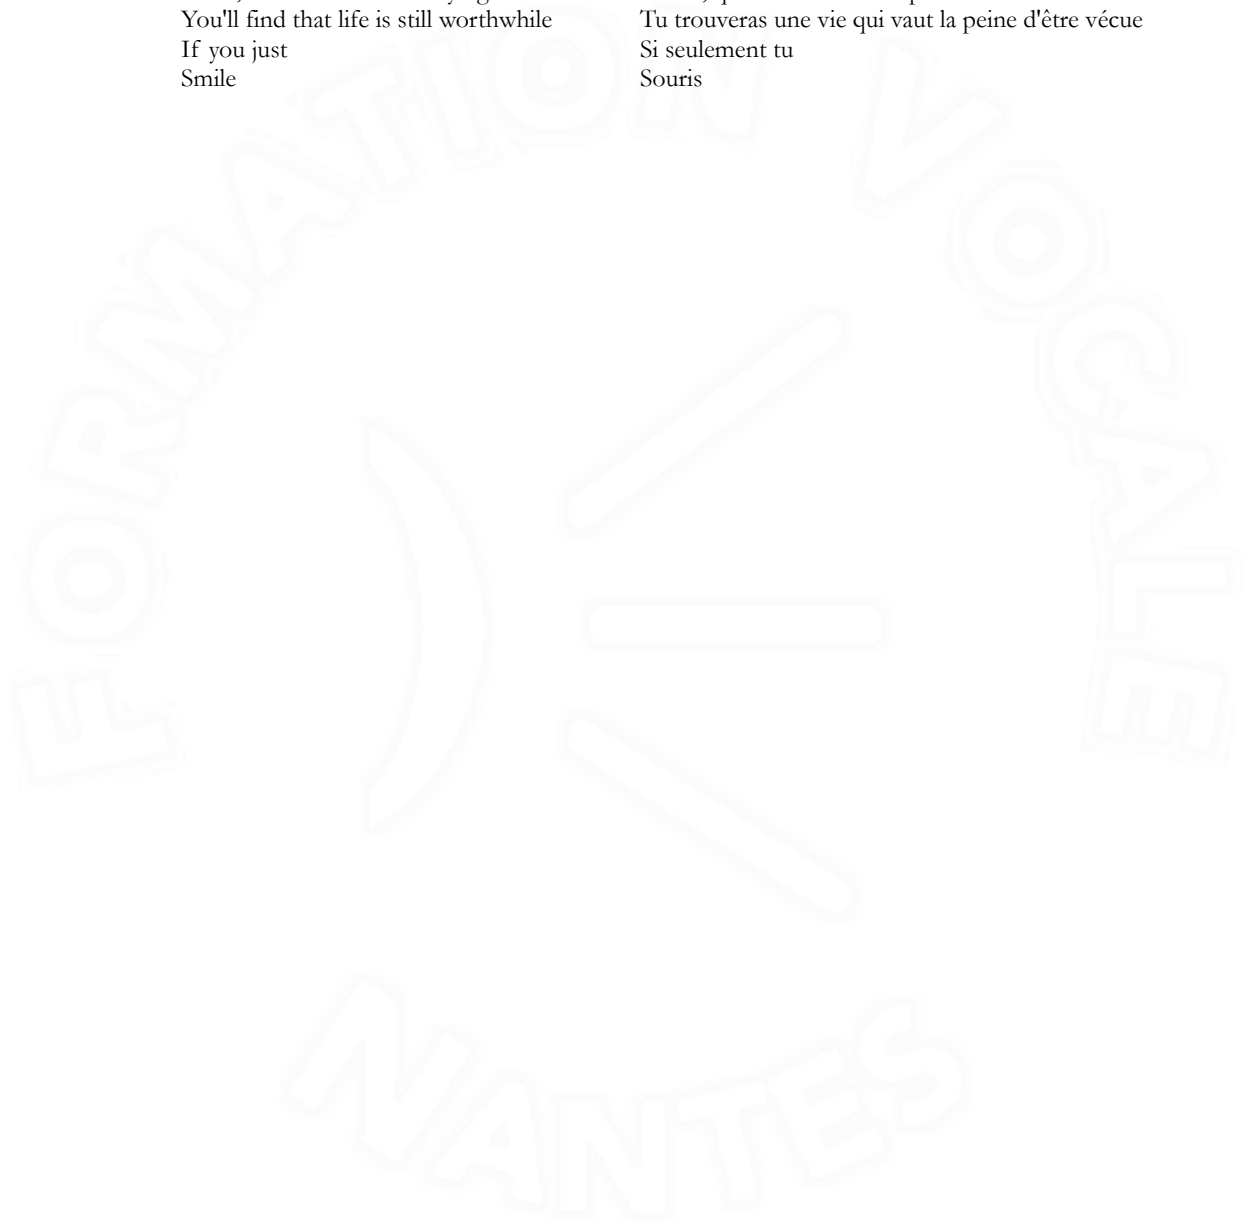 You'll find that life is still worthwhile
If you just
Smile
Tu trouveras une vie qui vaut la peine d'être vécue
Si seulement tu
Souris
FORMATION VOCALE
NANTES